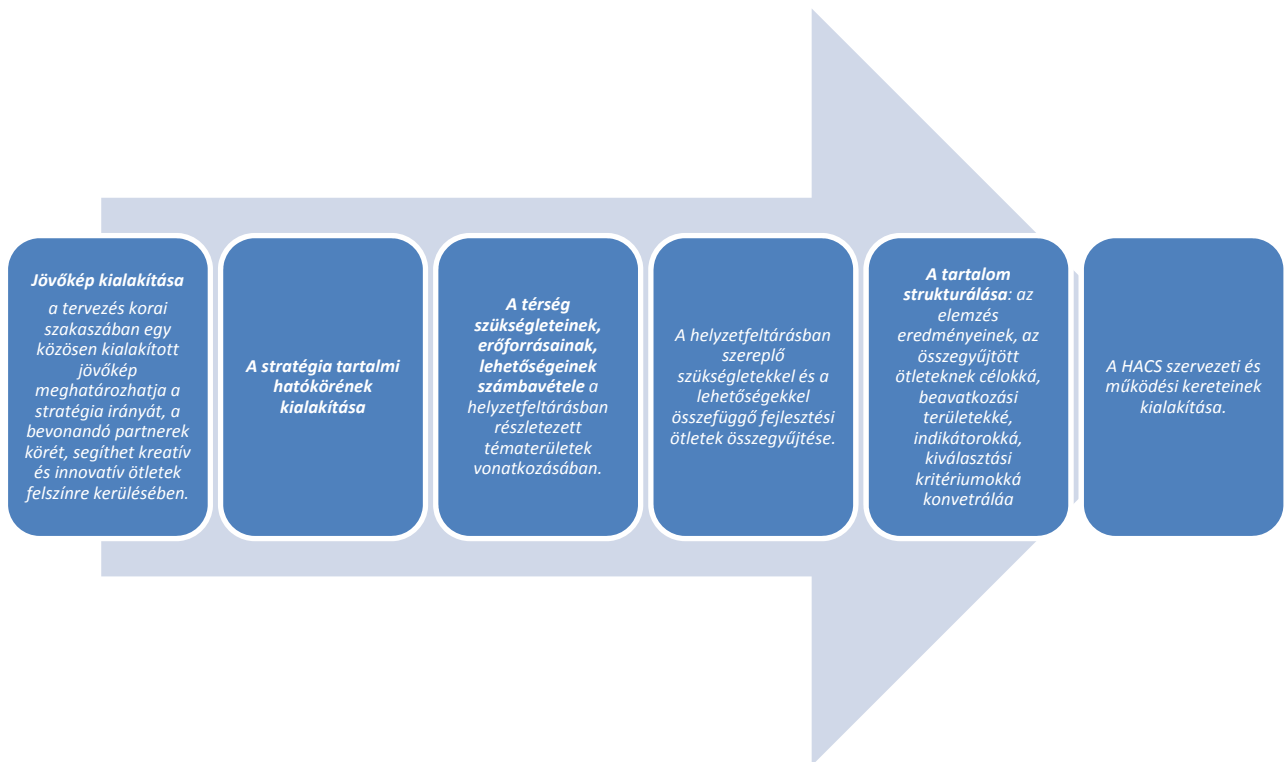 Jövőkép kialakítása
a tervezés korai
szakaszában egy
közösen kialakított
jövőkép
meghatározhatja a
stratégia irányát, a
bevonandó partnerek
körét, segíthet kreatív
és innovatív ötletek
felszínre kerülésében.
A stratégia tartalmi
hatókörének
kialakítása
A térség
szükségleteinek,
erőforrásainak,
lehetőségeinek
számbavétele a
helyzetfeltárásban
részletezett
tématerületek
vonatkozásában.
A helyzetfeltárásban
szereplő
szükségletekkel és a
lehetőségekkel
összefüggő fejlesztési
ötletek összegyűjtése.
A tartalom
strukturálása: az
elemzés
eredményeinek, az
összegyűjtött
ötleteknek célokká,
beavatkozási
területekké,
indikátorokká,
kiválasztási
kritériumokká
konvetráláa
A HACS szervezeti és
működési kereteinek
kialakítása.